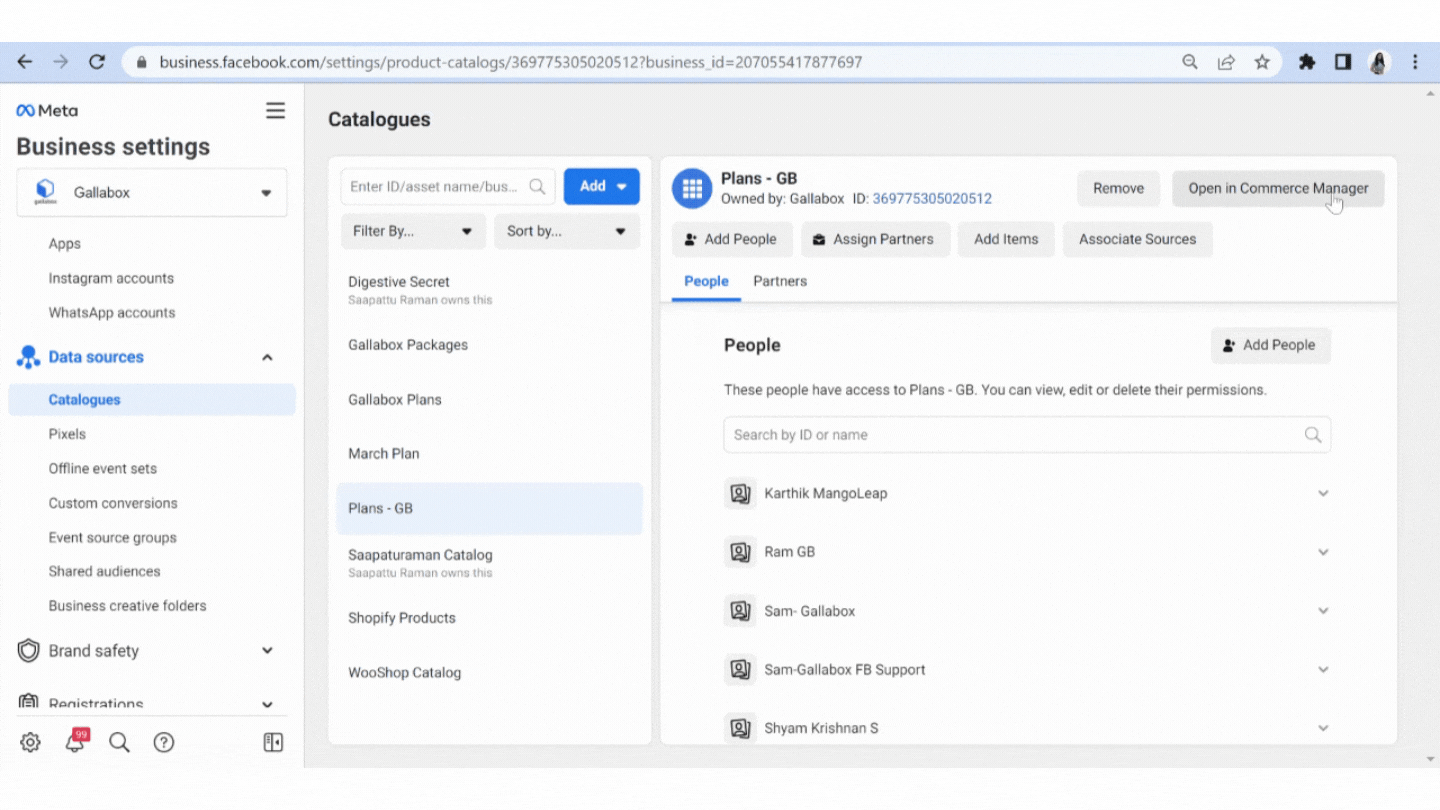 business.facebook.com/settings/product-catalogs/369775305020512?business_id=207055417877697
Meta
Business settings
gallabox
Gallabox
Apps
Instagram accounts
WhatsApp accounts
Data sources
Catalogues
Pixels
Offline event sets
Custom conversions
Event source groups
Shared audiences
Business creative folders
Brand safety
Registrations
99
Catalogues
Enter ID/asset name/bus...
Add
Filter By...
Sort by...
Digestive Secret
Saapattu Raman owns this
Gallabox Packages
Gallabox Plans
March Plan
Plans - GB
Saapaturaman Catalog
Saapattu Raman owns this
Shopify Products
WooShop Catalog
Plans - GB
Owned by: Gallabox ID: 369775305020512
Remove
Open in Commerce Manager
Add People
Assign Partners
Add Items
Associate Sources
People
Partners
People
Add People
These people have access to Plans - GB. You can view, edit or delete their permissions.
Search by ID or name
Karthik MangoLeap
Ram GB
Sam- Gallabox
Sam-Gallabox FB Support
Shyam Krishnan S